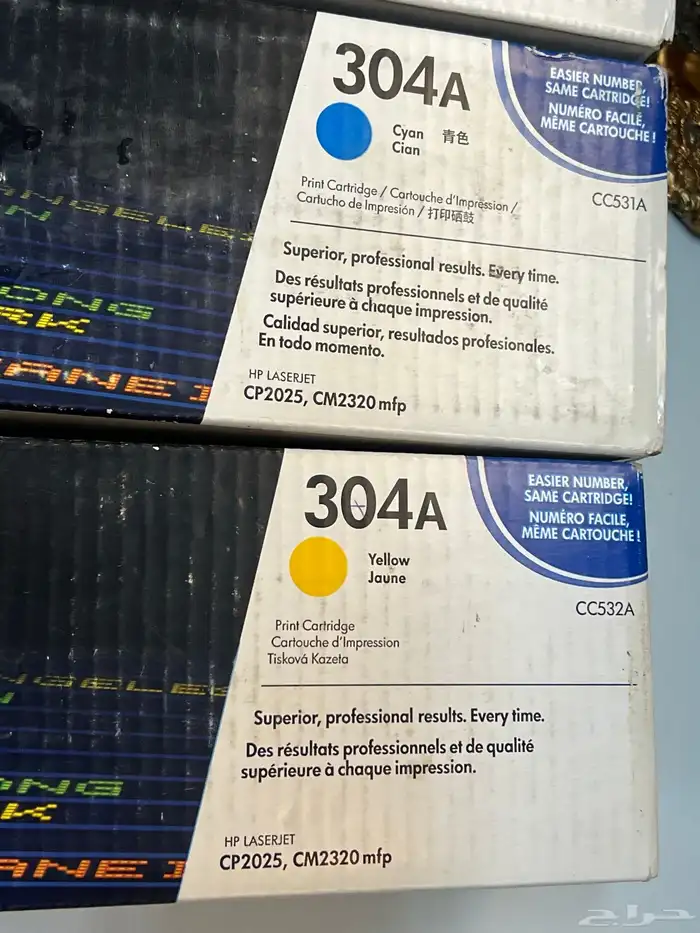 304A
EASIER NUMBER,
SAME CARTRIDGE!
NUMÉRO FACILE,
MÊME CARTOUCHE !
Cyan 青色
Cian
CC531A
Print Cartridge / Cartouche d'Impression /
Cartucho de Impresión / 打印硒鼓
Superior, professional results. Every time.
Des résultats professionnels et de qualité
supérieure à chaque impression.
Calidad superior, resultados profesionales.
En todo momento.
HP LASERJET
CP2025, CM2320 mfp
304A
EASIER NUMBER,
SAME CARTRIDGE!
NUMÉRO FACILE,
MÊME CARTOUCHE !
Yellow
Jaune
CC532A
Print Cartridge
Cartouche d'Impression
Tisková Kazeta
Superior, professional results. Every time.
Des résultats professionnels et de qualité
supérieure à chaque impression.
HP LASERJET
CP2025, CM2320 mfp
حراج